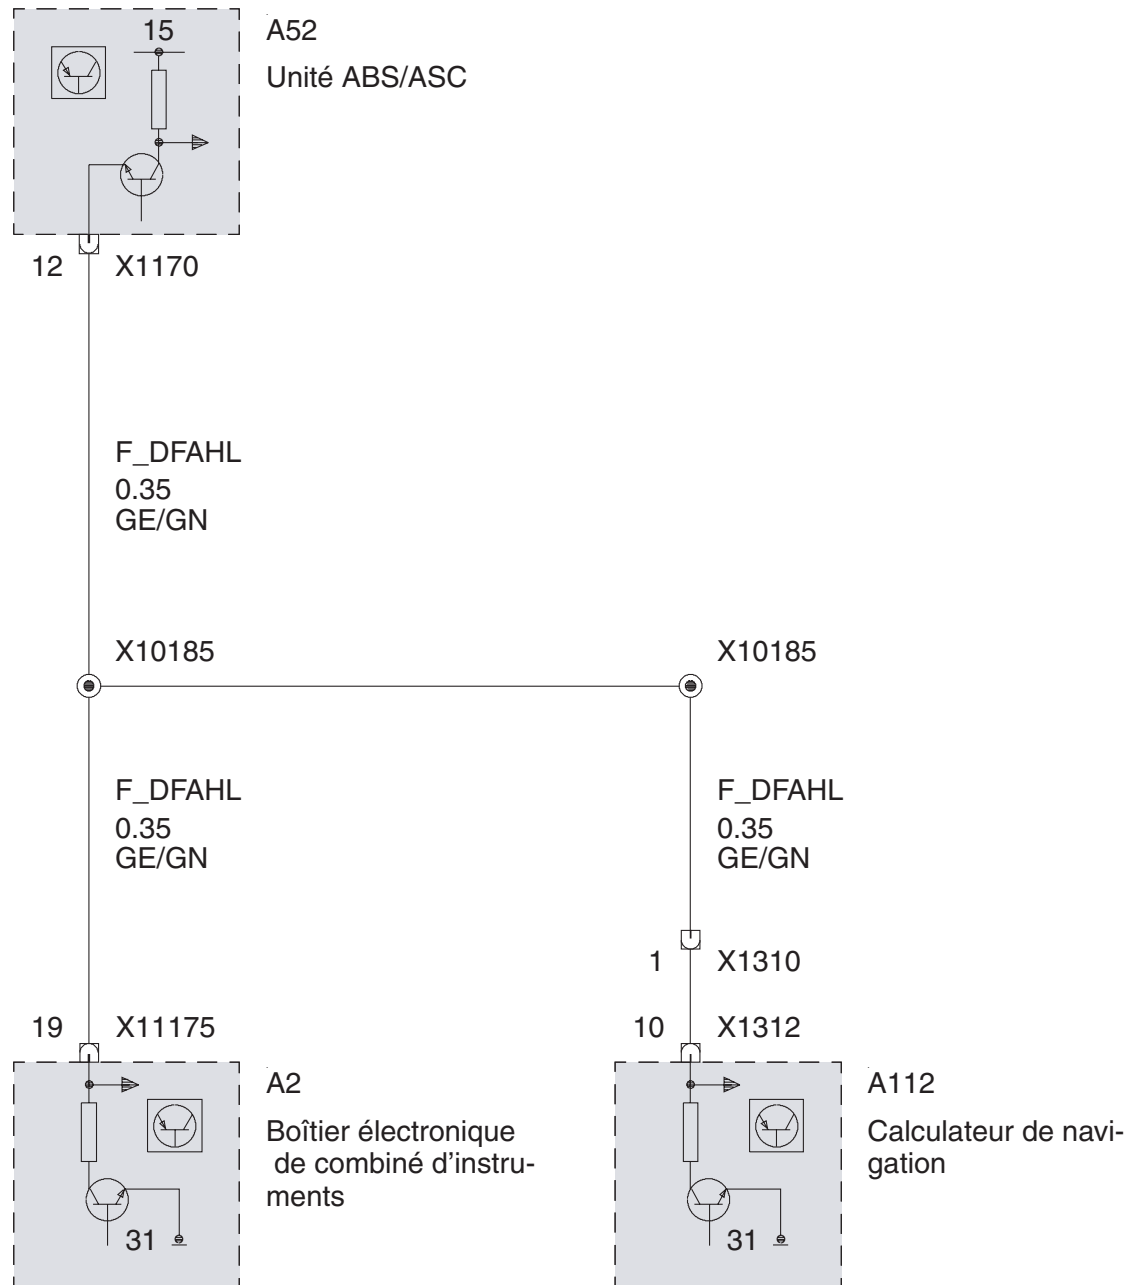 15
A52
Unité ABS/ASC
12
X1170
F_DFAHL
0.35
GE/GN
X10185
X10185
F_DFAHL
0.35
GE/GN
F_DFAHL
0.35
GE/GN
1
X1310
19
X11175
10
X1312
A2
Boîtier électronique
de combiné d'instru-
ments
31
A112
Calculateur de navi-
gation
31